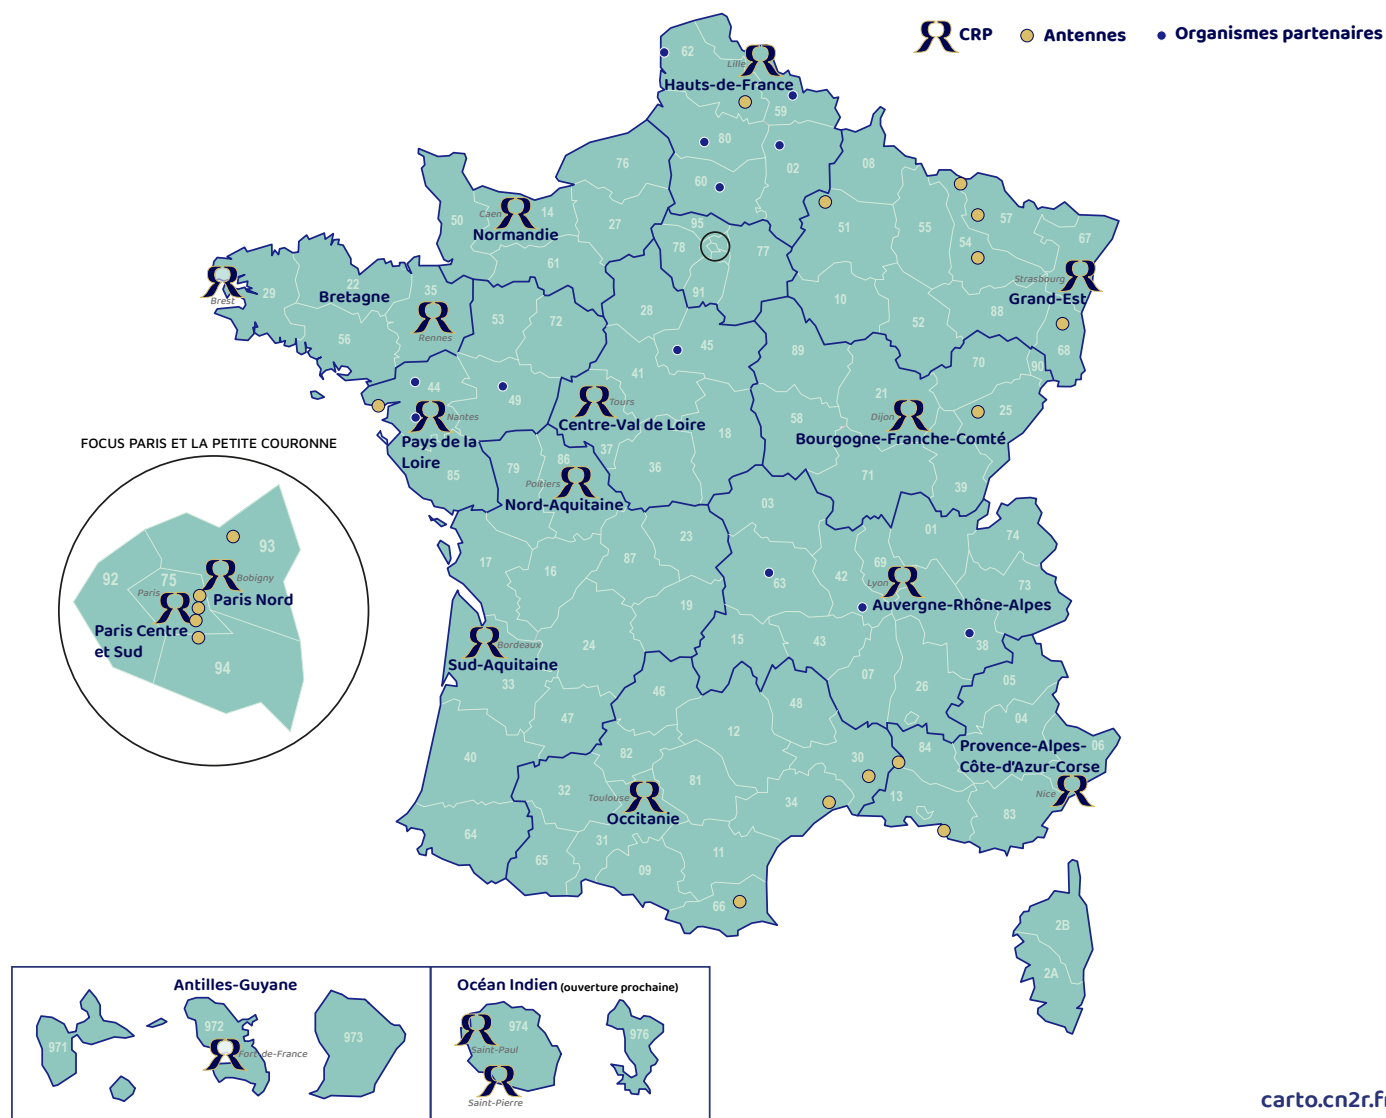 CRP
Antennes
Organismes partenaires
62
Lille
Hauts-de-France
59
80
76
02
08
60
50
Caen
14
Normandie
27
95
51
55
57
67
78
77
54
61
Strasbourg
Grand-Est
Brest
29
22
Bretagne
35
91
10
88
28
52
53
72
Rennes
56
45
89
68
70
90
41
44
49
21
Tours
25
Nantes
58
Dijon
Centre-Val de Loire
18
Bourgogne-Franche-Comté
Pays de la
Loire
FOCUS PARIS ET LA PETITE COURONNE
37
86
79
36
85
Poitiers
71
39
Nord-Aquitaine
03
01
74
23
93
17
87
69
16
42
63
Lyon
73
92
75
Bobigny
Paris
Paris Nord
19
Auvergne-Rhône-Alpes
Paris Centre
et Sud
15
43
38
Bordeaux
24
Sud-Aquitaine
94
33
07
05
26
46
48
47
04
12
84
06
Provence-Alpes-
Côte-d'Azur-Corse
40
82
30
81
32
Toulouse
34
13
Nice
83
Occitanie
64
31
11
65
09
66
2B
2A
Antilles-Guyane
Océan Indien (ouverture prochaine)
972
974
971
973
976
Fort-de-France
Saint-Paul
Saint-Pierre
carto.cn2r.fr